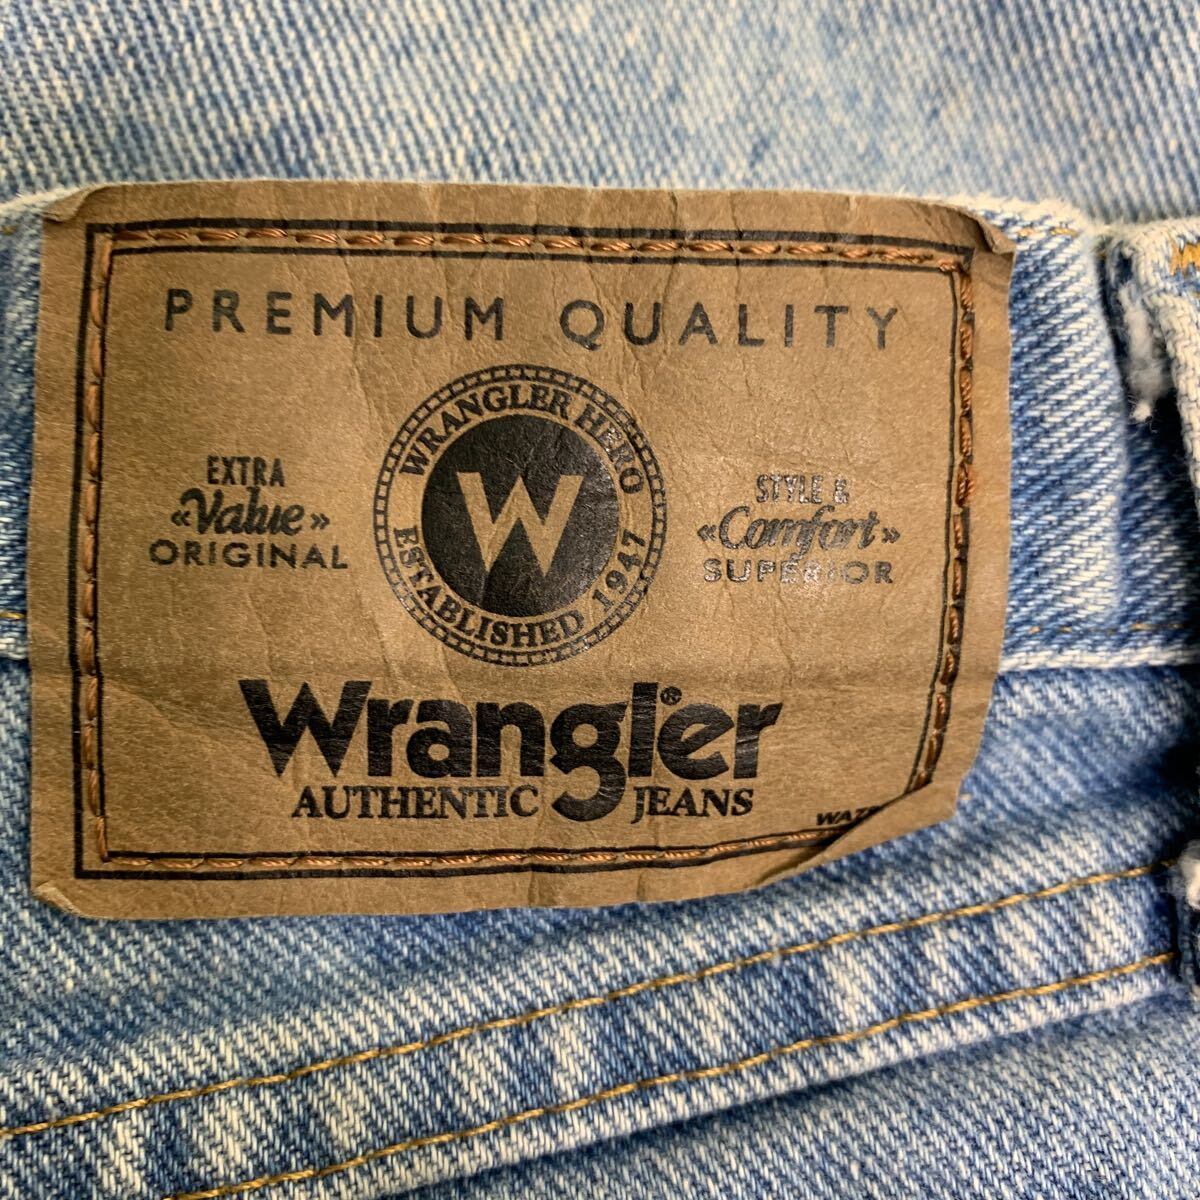 PREMIUM QUALITY
EXTRA
«Value»
ORIGINAL
WRANGLER HERO
W
ESTABLISHED 1947
STYLE &
«Comfort»
SUPERIOR
Wrangler®
AUTHENTIC JEANS